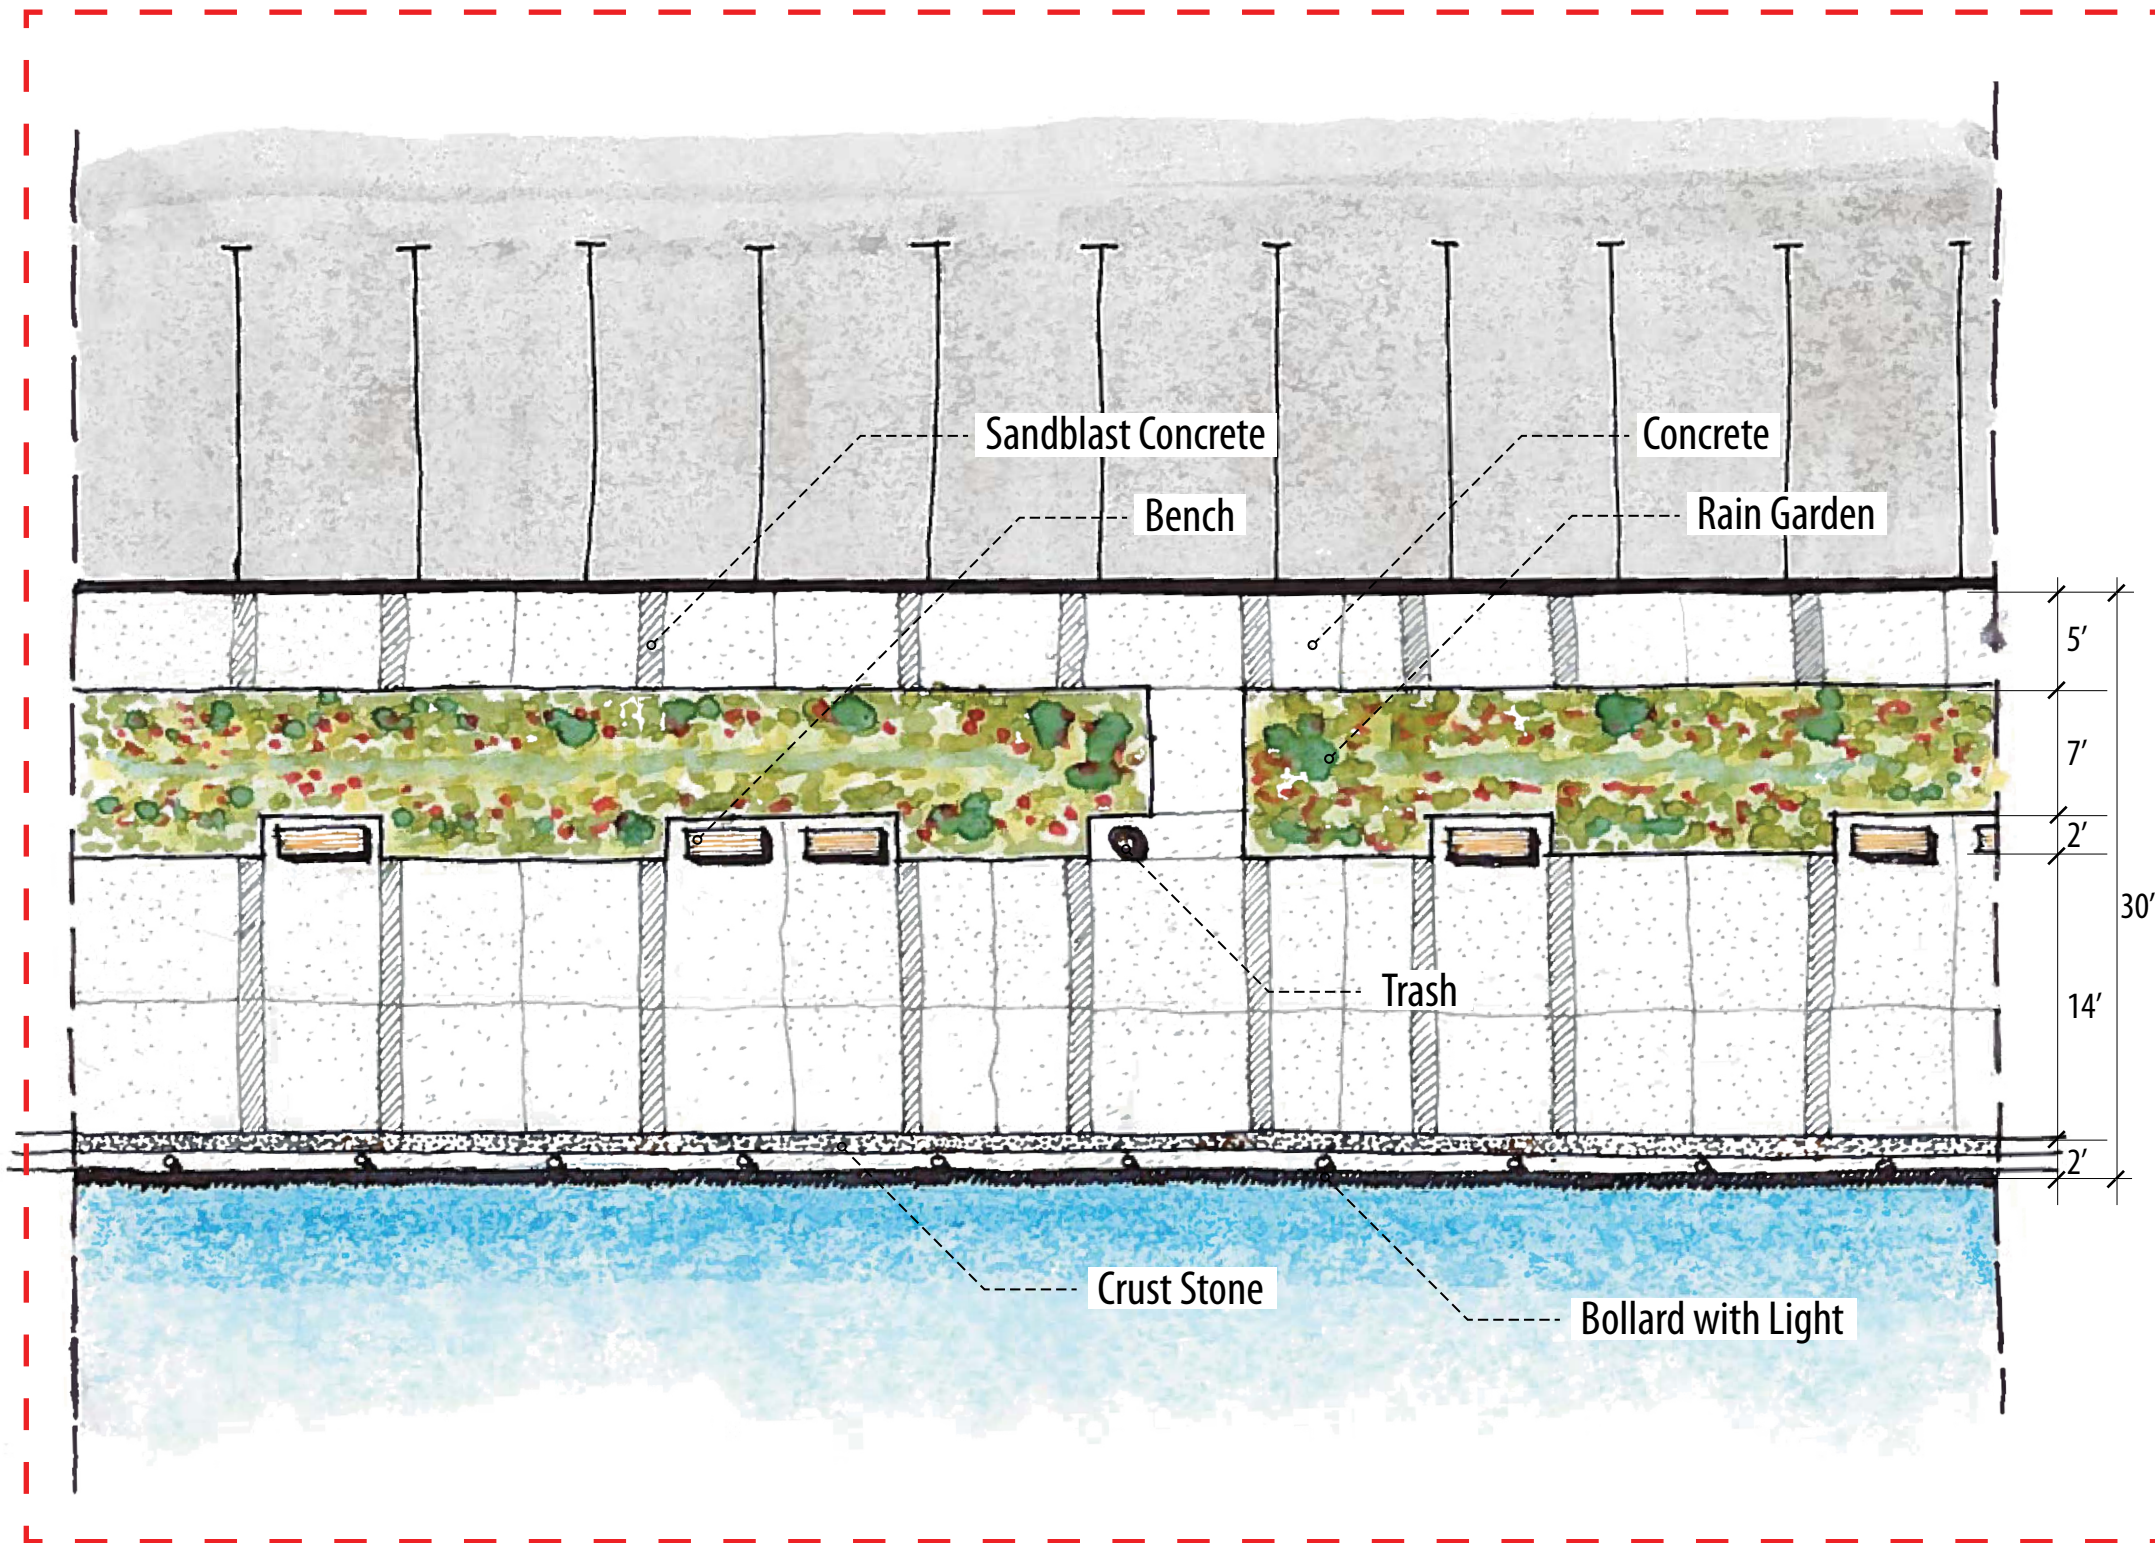 Sandblast Concrete
Concrete
Bench
Rain Garden
5’
7’
2’
30’
Trash
14’
2’
Crust Stone
Bollard with Light